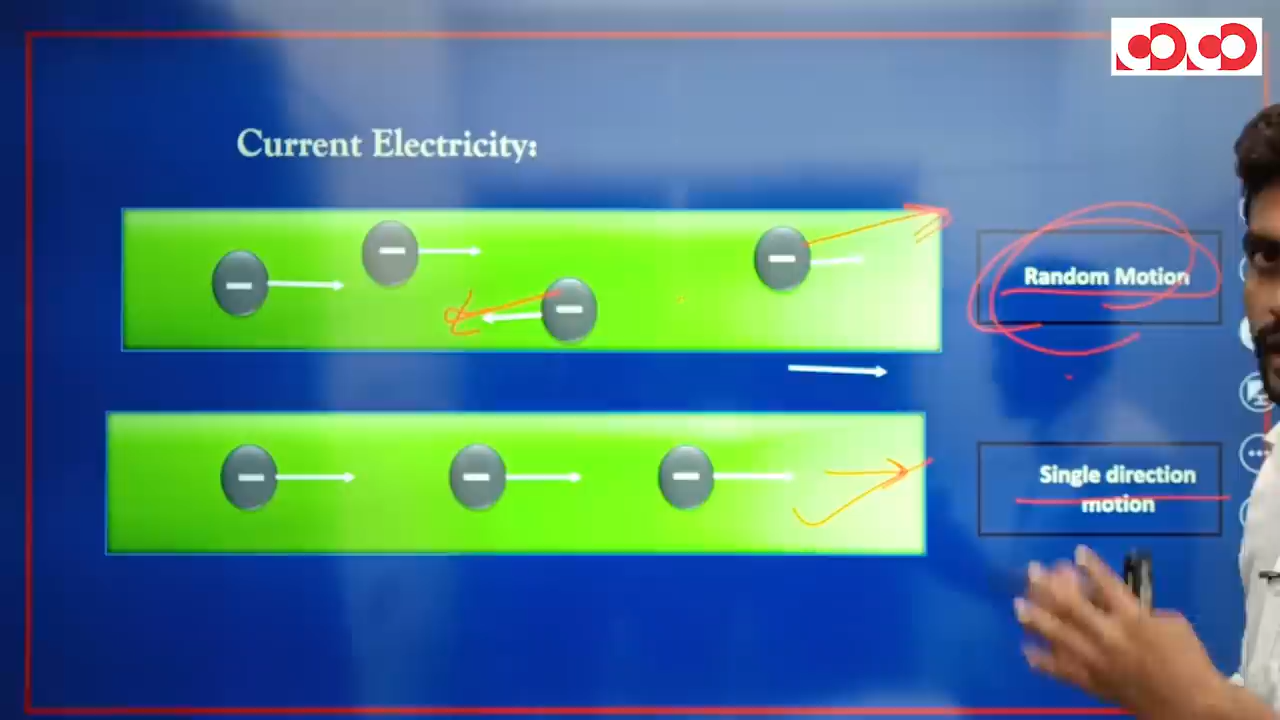 Current Electricity:
Random Motion
Single direction
motion